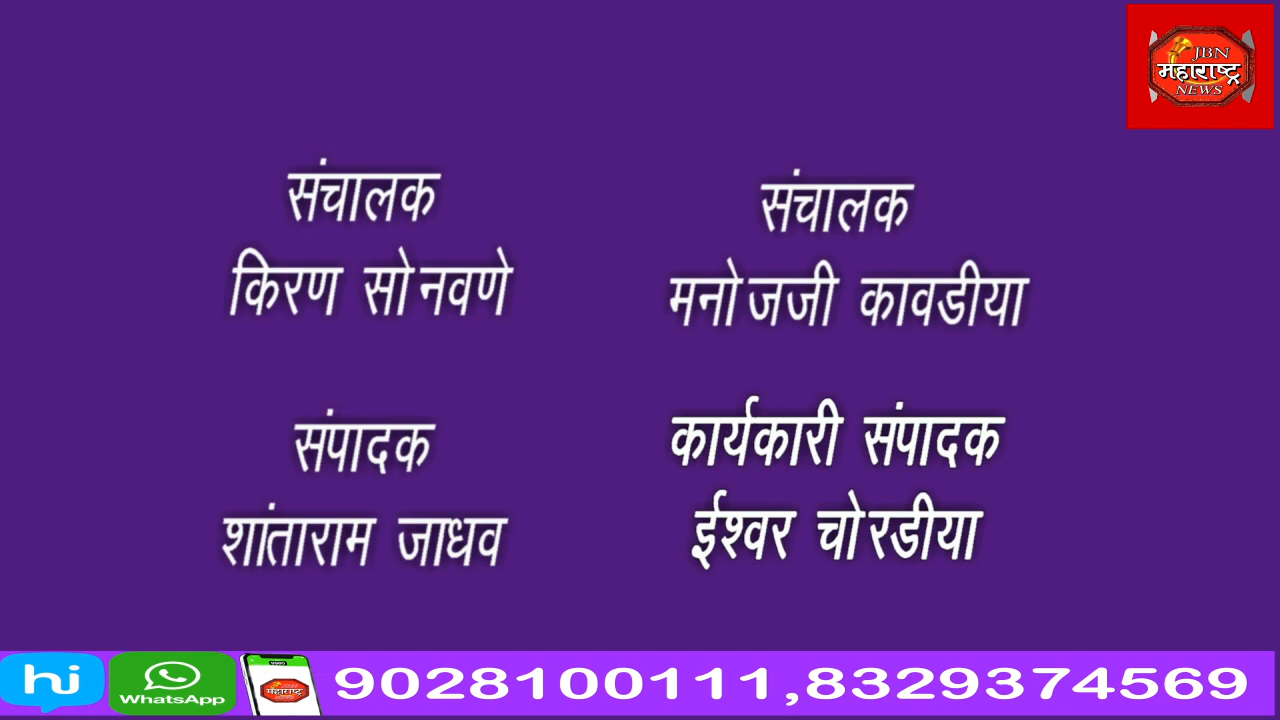 JBN
महाराष्ट्र
NEWS
संचालक
किरण सोनवणे
संचालक
मनोजजी कावडीया
संपादक
शांताराम जाधव
कार्यकारी संपादक
ईश्वर चोरडीया
hi
WhatsApp
महाराष्ट्र
9028100111,8329374569